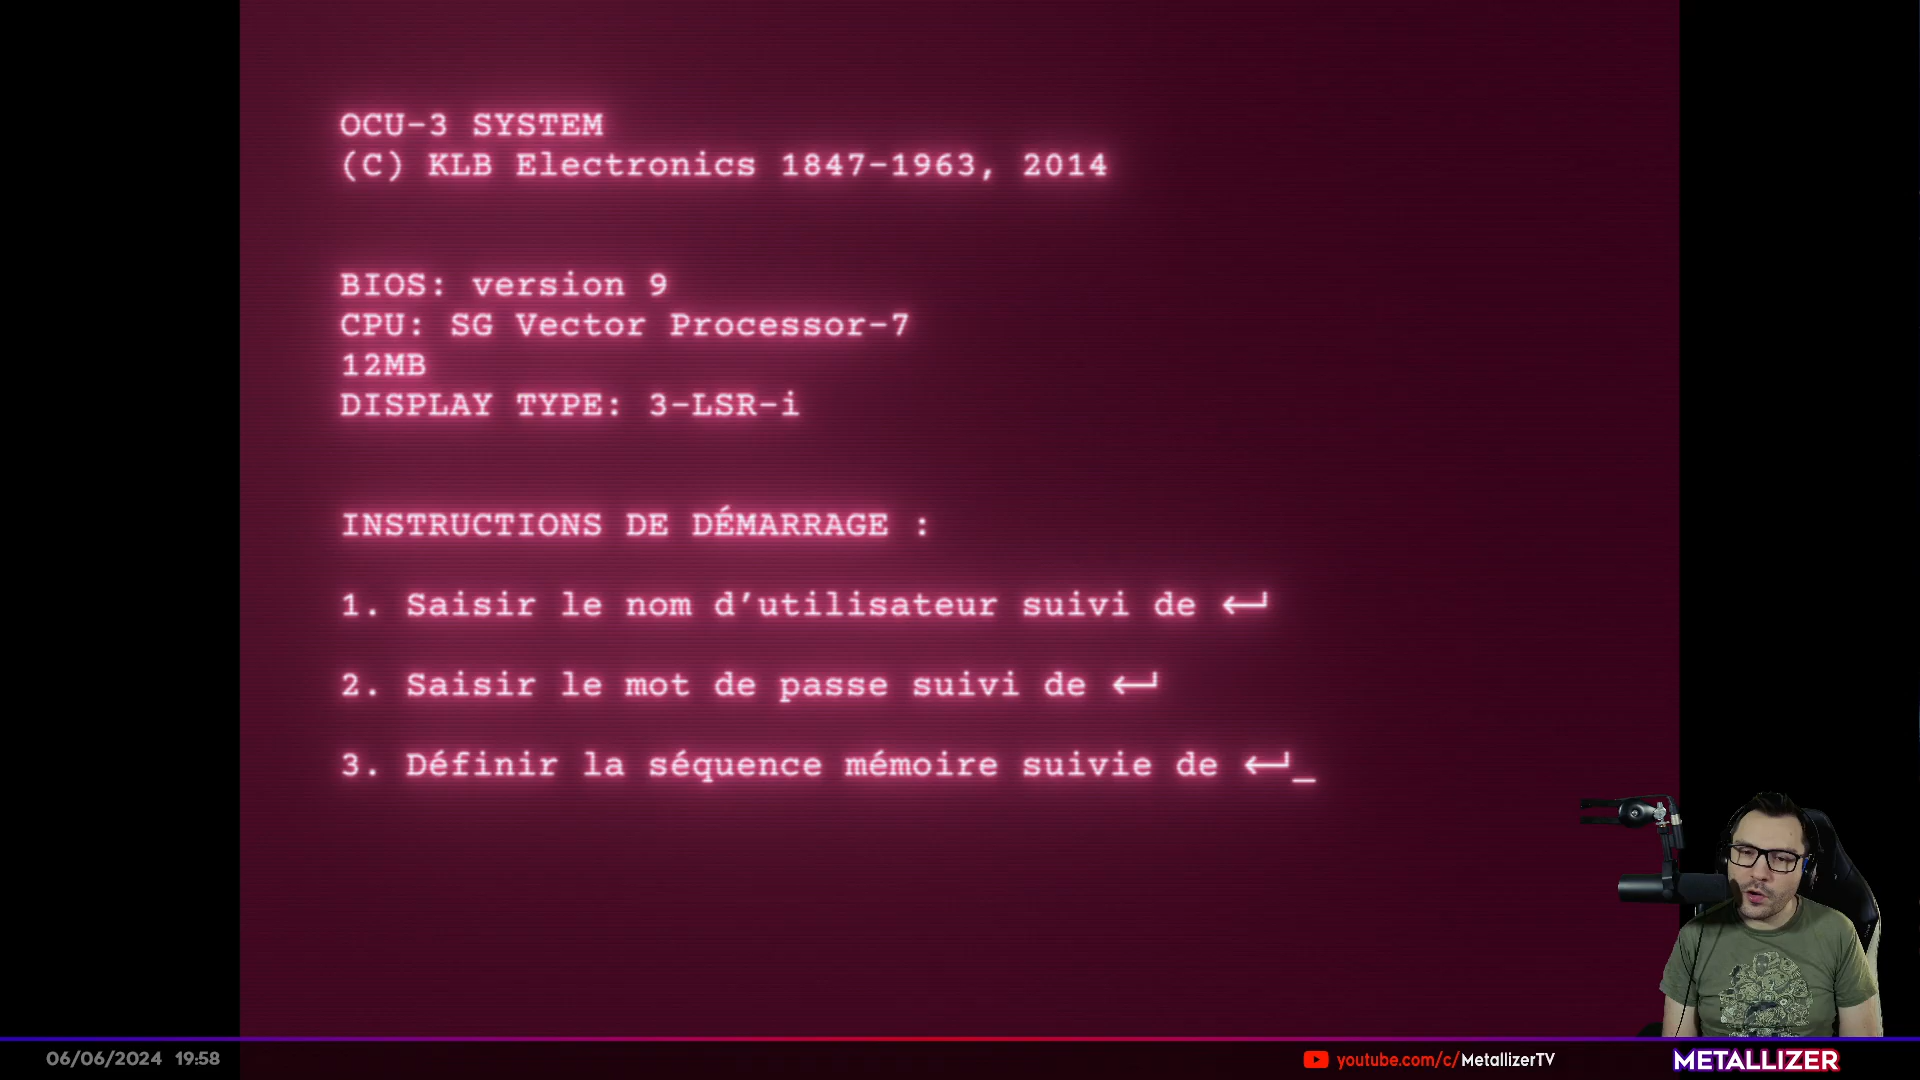 OCU-3 SYSTEM
(C) KLB Electronics 1847-1963, 2014
BIOS: version 9
CPU: SG Vector Processor-7
12MB
DISPLAY TYPE: 3-LSR-i
INSTRUCTIONS DE DÉMARRAGE :
1. Saisir le nom d’utilisateur suivi de ↵
2. Saisir le mot de passe suivi de ↵
3. Définir la séquence mémoire suivie de ↵_
06/06/2024 19:58
youtube.com/c/MetallizerTV
METALLIZER